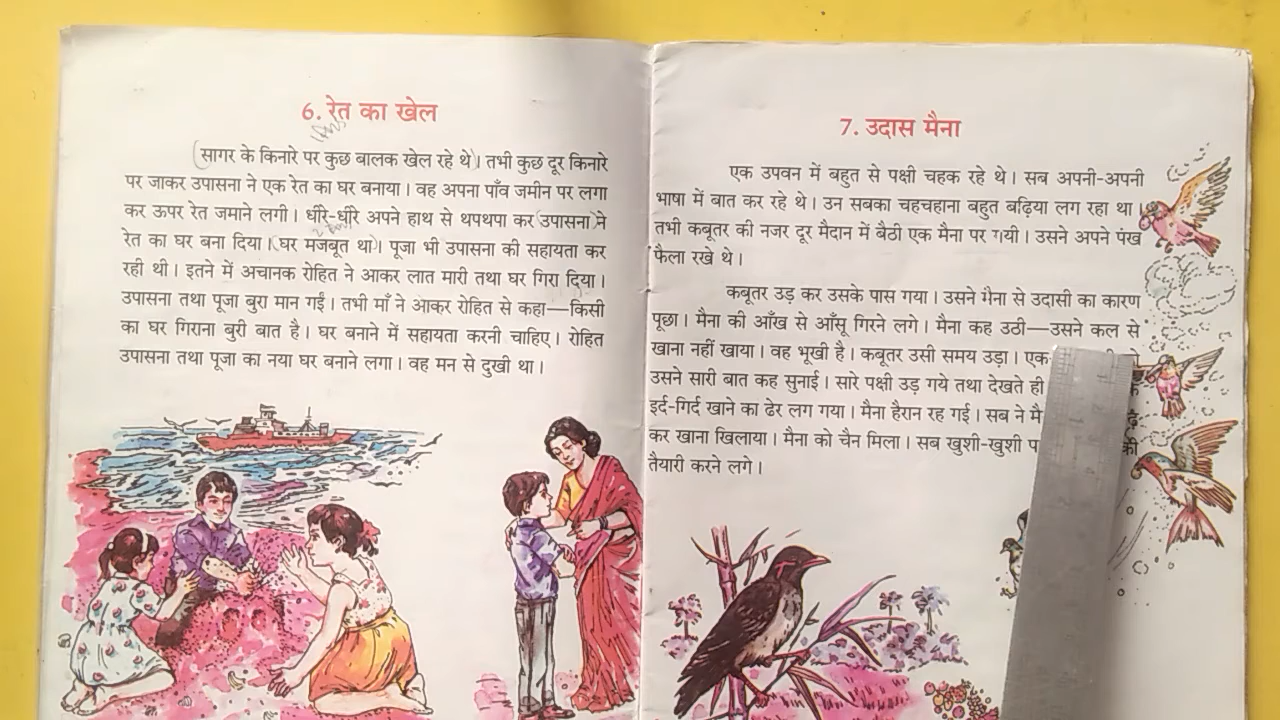 6. रेत का खेल
(सागर के किनारे पर कुछ बालक खेल रहे थे)। तभी कुछ दूर किनारे
पर जाकर उपासना ने एक रेत का घर बनाया। वह अपना पाँव जमीन पर लगा
कर ऊपर रेत जमाने लगी। धीरे-धीरे अपने हाथ से थपथपा कर (उपासना) ने
रेत का घर बना दिया। (घर मजबूत था)। पूजा भी उपासना की सहायता कर
रही थी। इतने में अचानक रोहित ने आकर लात मारी तथा घर गिरा दिया।
उपासना तथा पूजा बुरा मान गईं। तभी माँ ने आकर रोहित से कहा—किसी
का घर गिराना बुरी बात है। घर बनाने में सहायता करनी चाहिए। रोहित
उपासना तथा पूजा का नया घर बनाने लगा। वह मन से दुखी था।
7. उदास मैना
एक उपवन में बहुत से पक्षी चहक रहे थे। सब अपनी-अपनी
भाषा में बात कर रहे थे। उन सबका चहचहाना बहुत बढ़िया लग रहा था।
तभी कबूतर की नजर दूर मैदान में बैठी एक मैना पर गयी। उसने अपने पंख
फैला रखे थे।
कबूतर उड़ कर उसके पास गया। उसने मैना से उदासी का कारण
पूछा। मैना की आँख से आँसू गिरने लगे। मैना कह उठी—उसने कल से
खाना नहीं खाया। वह भूखी है। कबूतर उसी समय उड़ा। एक
उसने सारी बात कह सुनाई। सारे पक्षी उड़ गये तथा देखते ही
इर्द-गिर्द खाने का ढेर लग गया। मैना हैरान रह गई। सब ने
कर खाना खिलाया। मैना को चैन मिला। सब खुशी-खुशी की
तैयारी करने लगे।